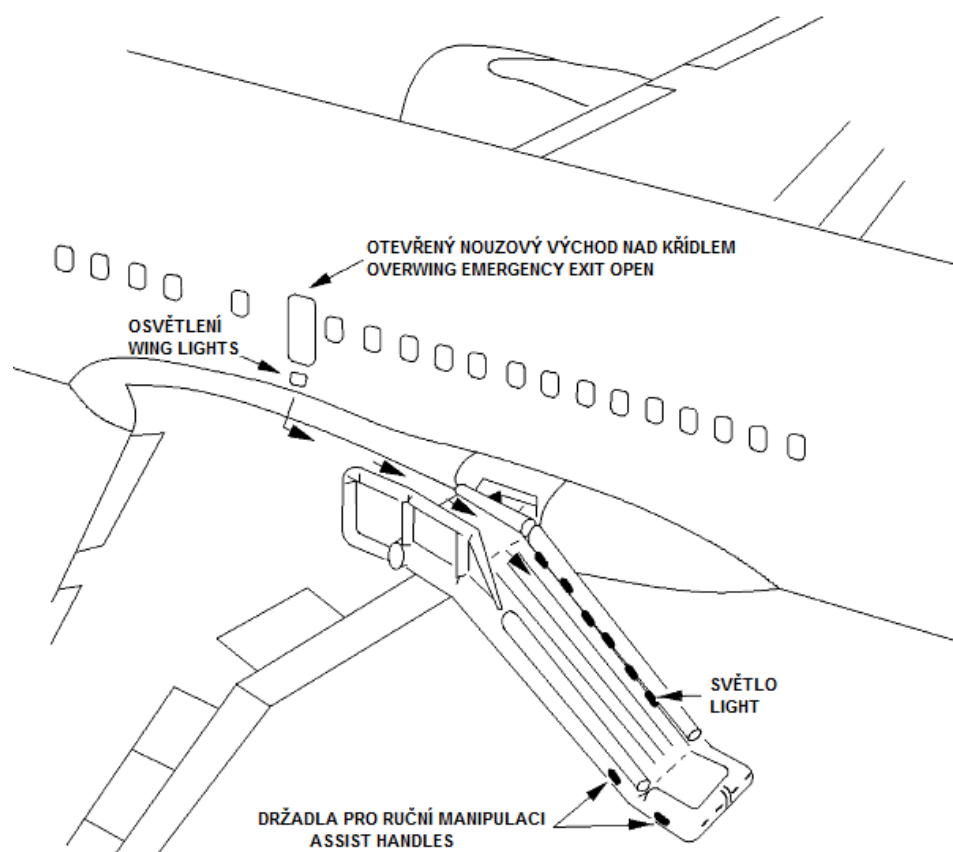 OTEVŘENÝ NOUZOVÝ VÝCHOD NAD KŘÍDLEM
OVERWING EMERGENCY EXIT OPEN
OSVĚTLENÍ
WING LIGHTS
SVĚTLO
LIGHT
DRŽADLA PRO RUČNÍ MANIPULACI
ASSIST HANDLES